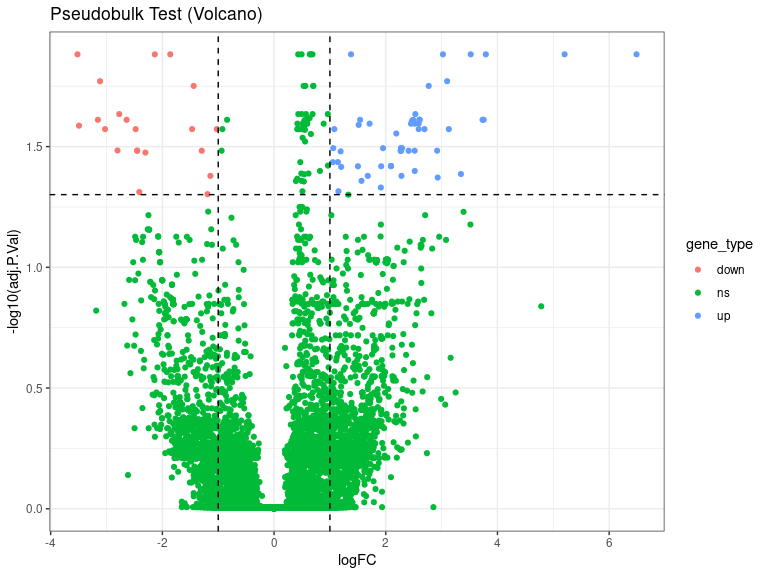 Pseudobulk Test (Volcano)
-log10(adj.P.Val)
1.5
1.0
0.5
0.0
-4
-2
0
2
4
6
logFC
gene_type
down
ns
up